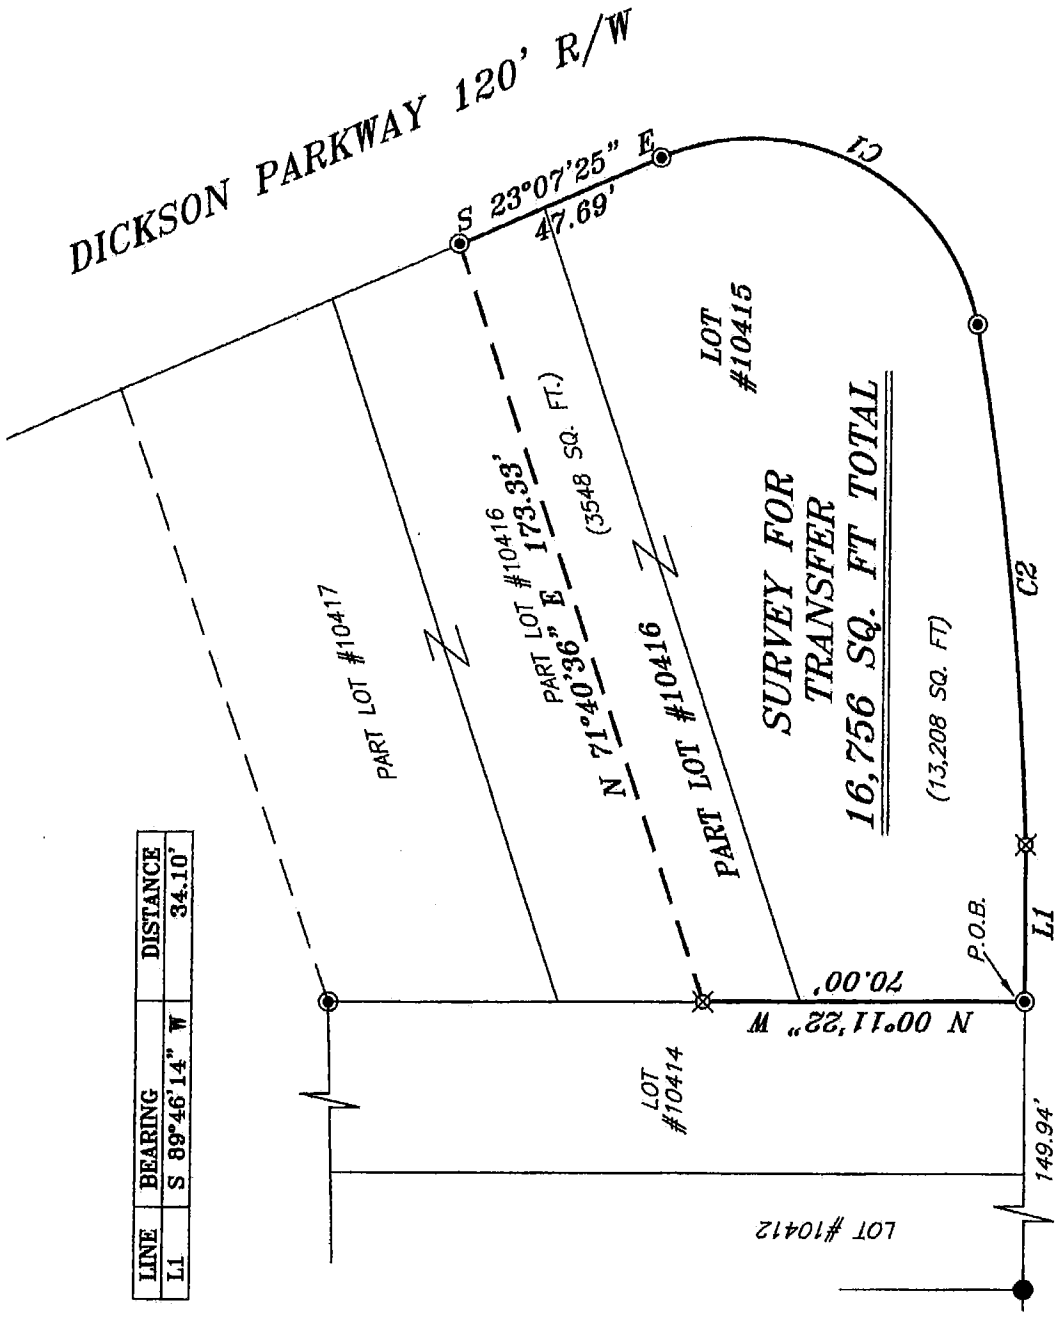 DICKSON PARKWAY 120' R/W
S 23°07'25" E
47.69'
C1
LOT
#10415
PART LOT #10417
PART LOT #10416
N 71°40'36" E 173.33'
(3548 SQ. FT.)
PART LOT #10416
SURVEY FOR
TRANSFER
16,756 SQ. FT TOTAL
(13,208 SQ. FT)
C2
L1
P.O.B.
70.00'
N 00°11'22" W
LOT
#10414
LOT #10412
149.94'
LINE BEARING DISTANCE
L1 S 89°46'14" W 34.10'